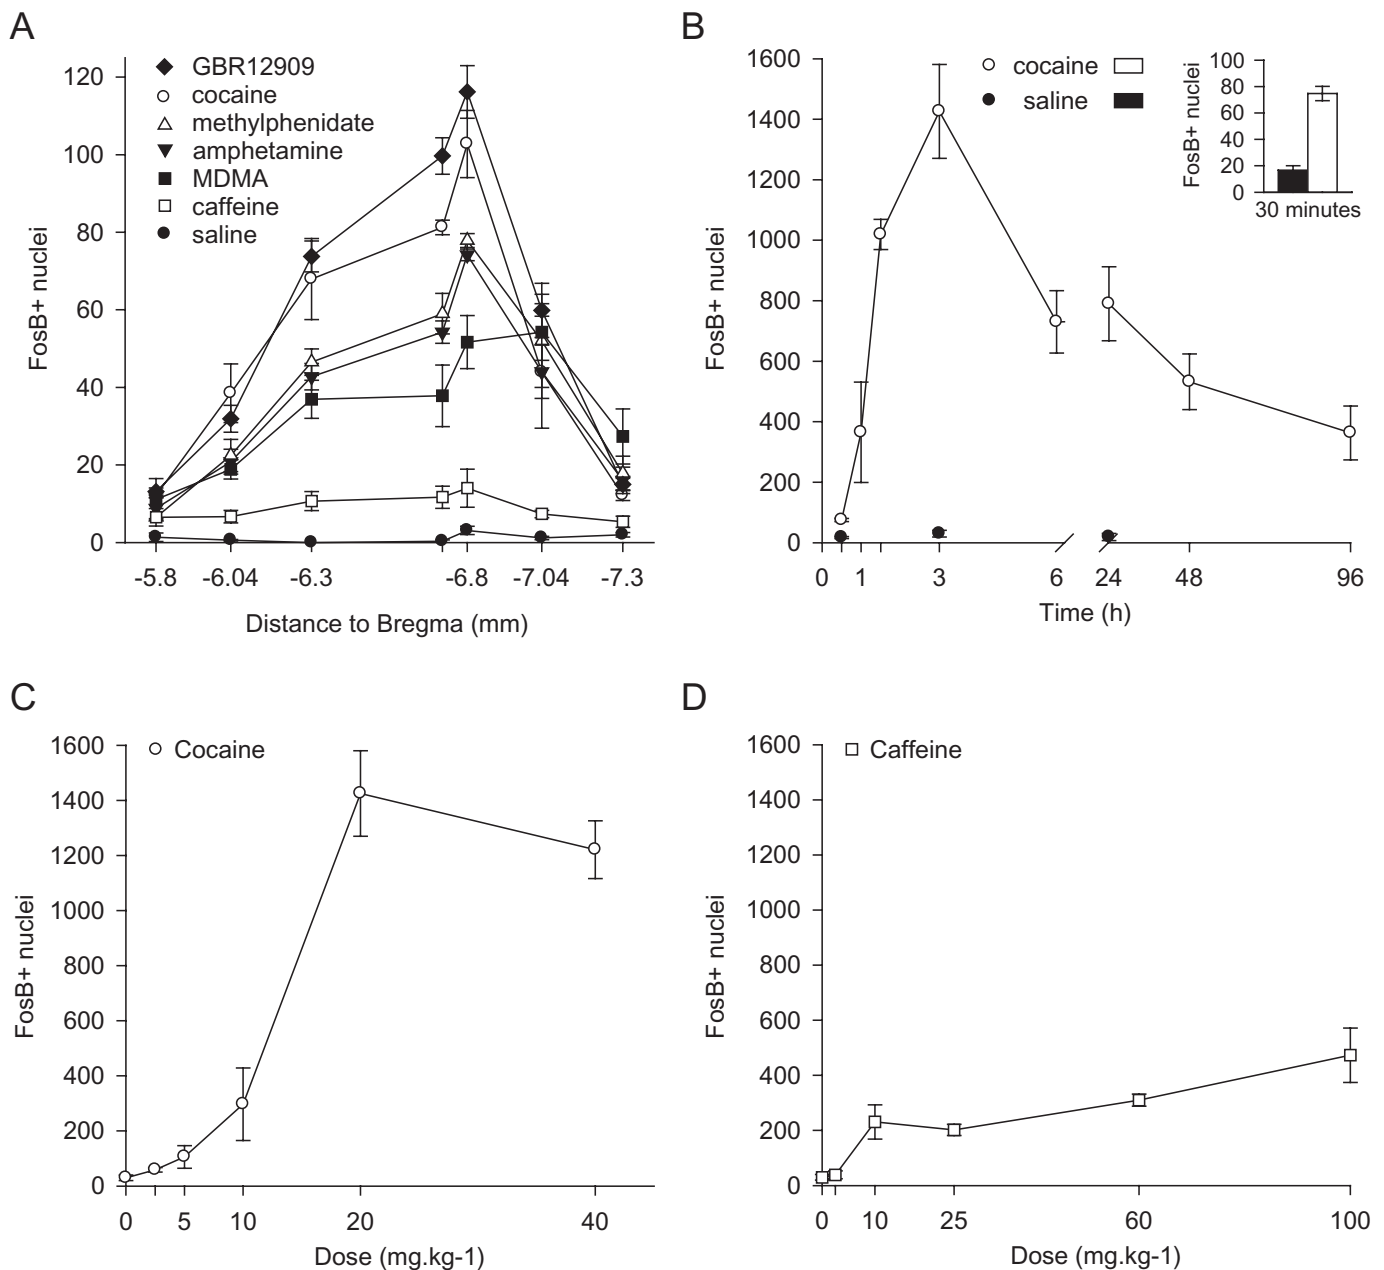 A
FosB+ nuclei
120
100
80
60
40
20
0
GBR12909
cocaine
methylphenidate
amphetamine
MDMA
caffeine
saline
-5.8 -6.04 -6.3 -6.8 -7.04 -7.3
Distance to Bregma (mm)
B
FosB+ nuclei
1600
1400
1200
1000
800
600
400
200
0
cocaine
saline
FosB+ nuclei
100
80
60
40
20
0
30 minutes
0 1 3 6 24 48 96
Time (h)
C
FosB+ nuclei
1600
1400
1200
1000
800
600
400
200
0
Cocaine
0 5 10 20 40
Dose (mg.kg-1)
D
FosB+ nuclei
1600
1400
1200
1000
800
600
400
200
0
Caffeine
0 10 25 60 100
Dose (mg.kg-1)